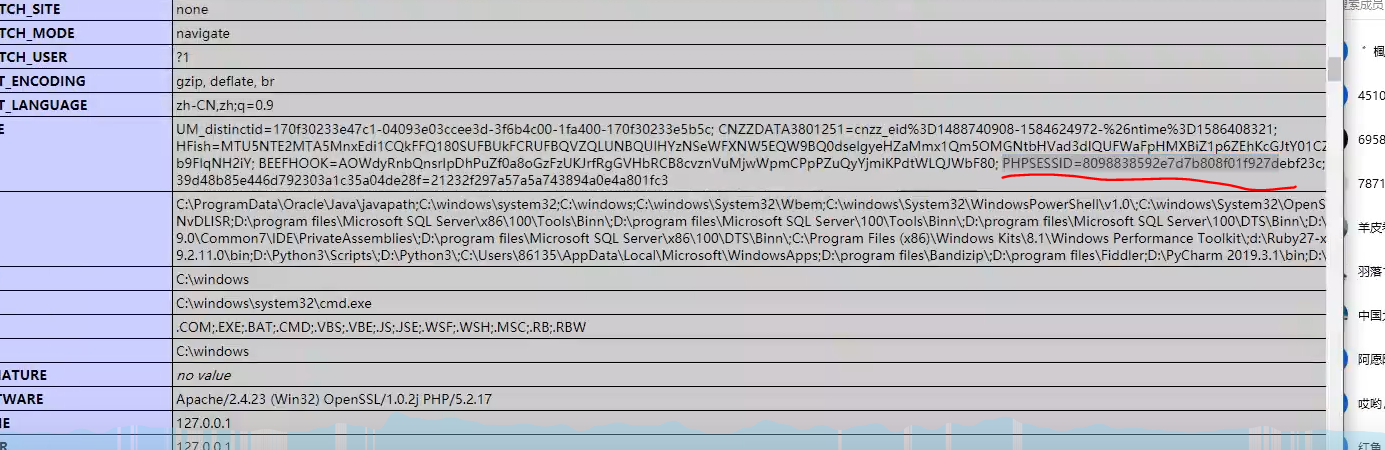 TCH_SITE none
TCH_MODE navigate
TCH_USER ?1
T_ENCODING gzip, deflate, br
T_LANGUAGE zh-CN,zh;q=0.9
E UM_distinctid=170f30233e47c1-04093e03ccee3d-3f6b4c00-1fa400-170f30233e5b5c; CNZZDATA3801251=cnzz_eid%3D1488740908-1584624972-%26ntime%3D1586408321;
HFish=MTU5NTE2MTA5MnxEdi1CQkFFQ180SUFBUkFCRUFBQVZQLUNBQUlHYzNSeWFXNW5EQW9BQ0dselgyeHZaMmx1Qm5OMGNtbHVad3dIQUFWaFpHMXBiZ1p6ZEhKcGJtY01CZ
b9FlqNH2iY; BEEFHOOK=AOWdyRnbQnsrlpDhPuZf0a8oGzFzUKJrfRgGVHbRCB8cvznVuMjwWpmCPpPZuQyYjmiKPdtWLQJWbF80; PHPSESSID=8098838592e7d7b808f01f927debf23c;
39d48b85e446d792303a1c35a04de28f=21232f297a57a5a743894a0e4a801fc3
C:\ProgramData\Oracle\Java\javapath;C:\windows\system32;C:\windows;C:\windows\System32\Wbem;C:\windows\System32\WindowsPowerShell\v1.0\;C:\windows\System32\OpenS
NvDLISR;D:\program files\Microsoft SQL Server\x86\100\Tools\Binn\;D:\program files\Microsoft SQL Server\100\Tools\Binn\;D:\program files\Microsoft SQL Server\100\DTS\Binn\;D:\
9.0\Common7\IDE\PrivateAssemblies\;D:\program files\Microsoft SQL Server\x86\100\DTS\Binn\;C:\Program Files (x86)\Windows Kits\8.1\Windows Performance Toolkit\;d:\Ruby27-x
9.2.11.0\bin;D:\Python3\Scripts\;D:\Python3\;C:\Users\86135\AppData\Local\Microsoft\WindowsApps;D:\program files\Bandizip\;D:\program files\Fiddler;D:\PyCharm 2019.3.1\bin;D:\
C:\windows
C:\windows\system32\cmd.exe
.COM;.EXE;.BAT;.CMD;.VBS;.VBE;.JS;.JSE;.WSF;.WSH;.MSC;.RB;.RBW
C:\windows
NATURE no value
TWARE Apache/2.4.23 (Win32) OpenSSL/1.0.2j PHP/5.2.17
ME 127.0.0.1
R 127.0.0.1
搜索成员
楓
4510
6958
7871
羊皮
羽落
中国
阿愿
哎哟,
红鱼